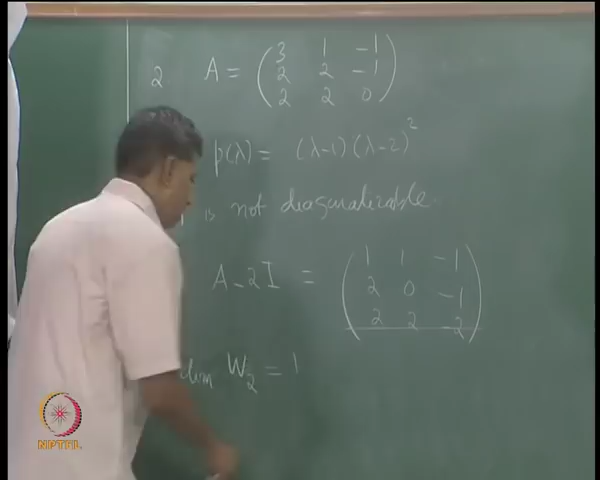 2 A = ( 3 1 -1
2 2 -1
2 2 0 )
p(λ) = (λ-1)(λ-2)²
is not diagonalizable.
A-2I = ( 1 1 -1
2 0 -1
2 2 -2 )
dim W₂ = 1
NPTEL